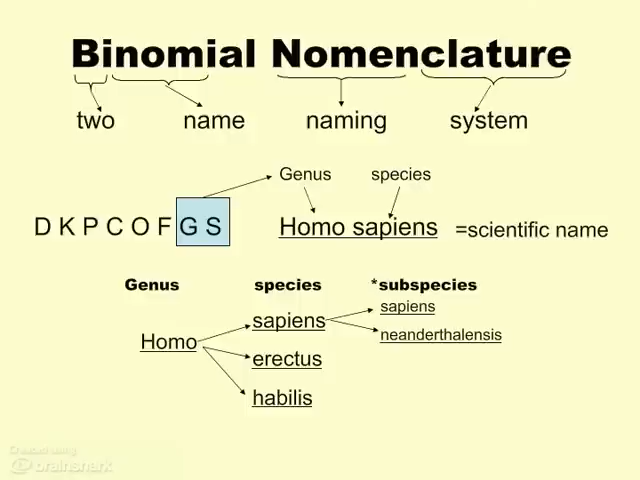 Binomial Nomenclature
two name naming system
Genus species
D K P C O F G S Homo sapiens =scientific name
Genus species *subspecies
sapiens
sapiens
neanderthalensis
Homo
erectus
habilis
Created using
brainshark